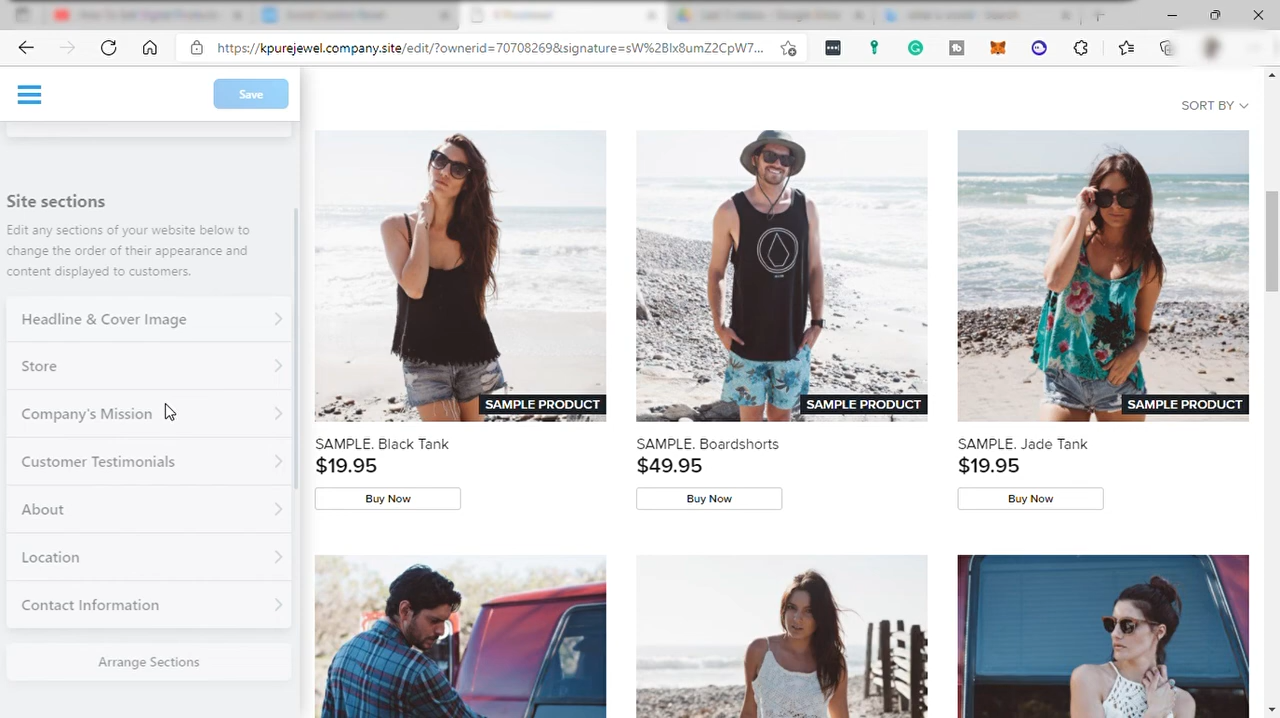 https://kpurejewel.company.site/edit/?ownerid=70708269&signature=sW%2BIx8umZ2CpW7...
Save
Site sections
Edit any sections of your website below to
change the order of their appearance and
content displayed to customers.
Headline & Cover Image
Store
Company's Mission
Customer Testimonials
About
Location
Contact Information
Arrange Sections
SORT BY
SAMPLE PRODUCT
SAMPLE PRODUCT
SAMPLE PRODUCT
SAMPLE. Black Tank
$19.95
Buy Now
SAMPLE. Boardshorts
$49.95
Buy Now
SAMPLE. Jade Tank
$19.95
Buy Now